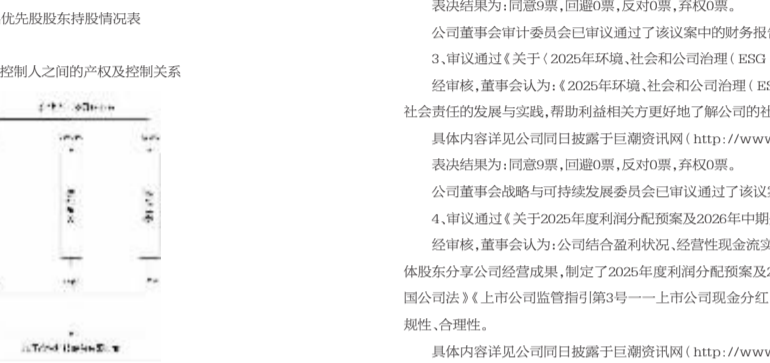 优先股股东持股情况表
控制人之间的产权及控制关系
表决结果为:同意9票,回避0票,反对0票,弃权0票。
公司董事会审计委员会已审议通过了该议案中的财务报
3、审议通过《关于〈2025年环境、社会和公司治理(ESG
经审核,董事会认为:《2025年环境、社会和公司治理(ES
社会责任的发展与实践,帮助利益相关方更好地了解公司的社
具体内容详见公司同日披露于巨潮资讯网(http://www
表决结果为:同意9票,回避0票,反对0票,弃权0票。
公司董事会战略与可持续发展委员会已审议通过了该议
4、审议通过《关于2025年度利润分配预案及2026年中期
经审核,董事会认为:公司结合盈利状况、经营性现金流实
体股东分享公司经营成果,制定了2025年度利润分配预案及2
国公司法》《上市公司监管指引第3号——上市公司现金分红
规性、合理性。
具体内容详见公司同日披露于巨潮资讯网(http://www